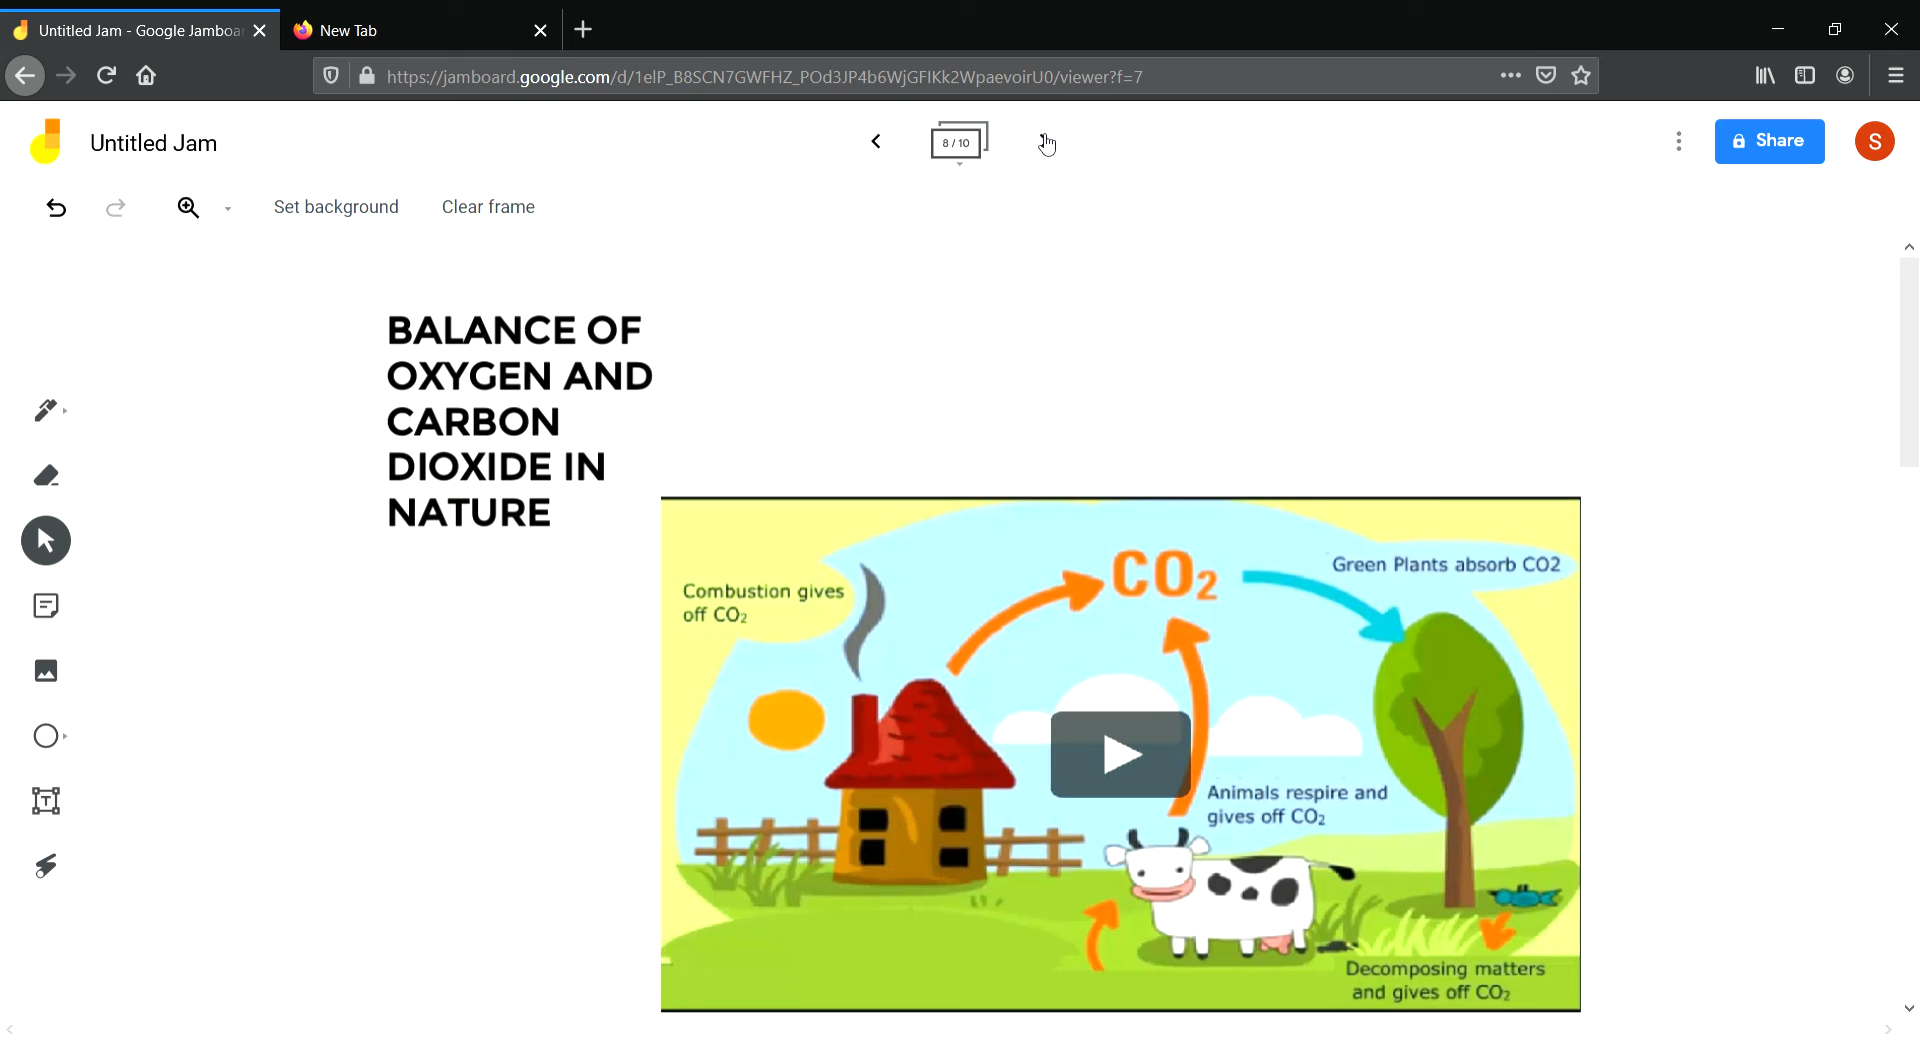 Untitled Jam - Google Jamboa
New Tab
https://jamboard.google.com/d/1elP_B8SCN7GWFHZ_POd3JP4b6WjGFIKk2WpaevoirU0/viewer?f=7
Untitled Jam
8 / 10
Share
S
Set background
Clear frame
BALANCE OF
OXYGEN AND
CARBON
DIOXIDE IN
NATURE
Combustion gives
off CO₂
CO₂
Green Plants absorb CO2
Animals respire and
gives off CO₂
Decomposing matters
and gives off CO₂